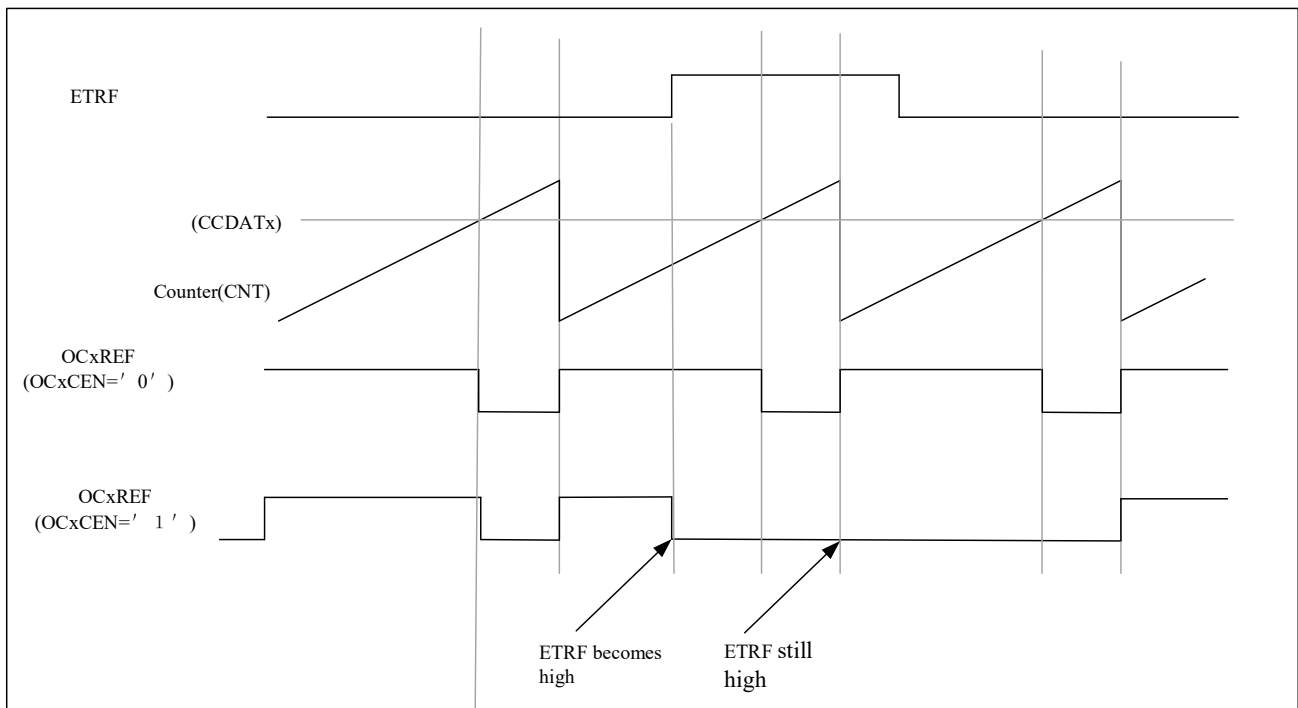 ETRF
(CCDATx)
Counter(CNT)
OCxREF
(OCxCEN=′ 0′ )
OCxREF
(OCxCEN=′ 1 ′ )
ETRF becomes
high
ETRF still
high